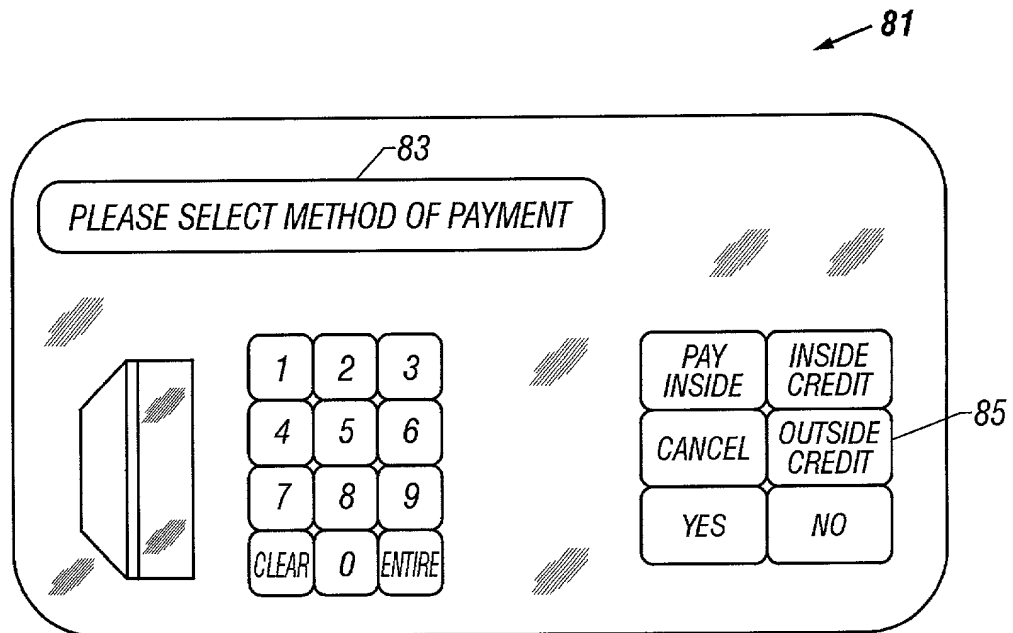 81
83
PLEASE SELECT METHOD OF PAYMENT
1 2 3
4 5 6
7 8 9
CLEAR 0 ENTIRE
PAY
INSIDE
INSIDE
CREDIT
CANCEL
OUTSIDE
CREDIT
85
YES
NO